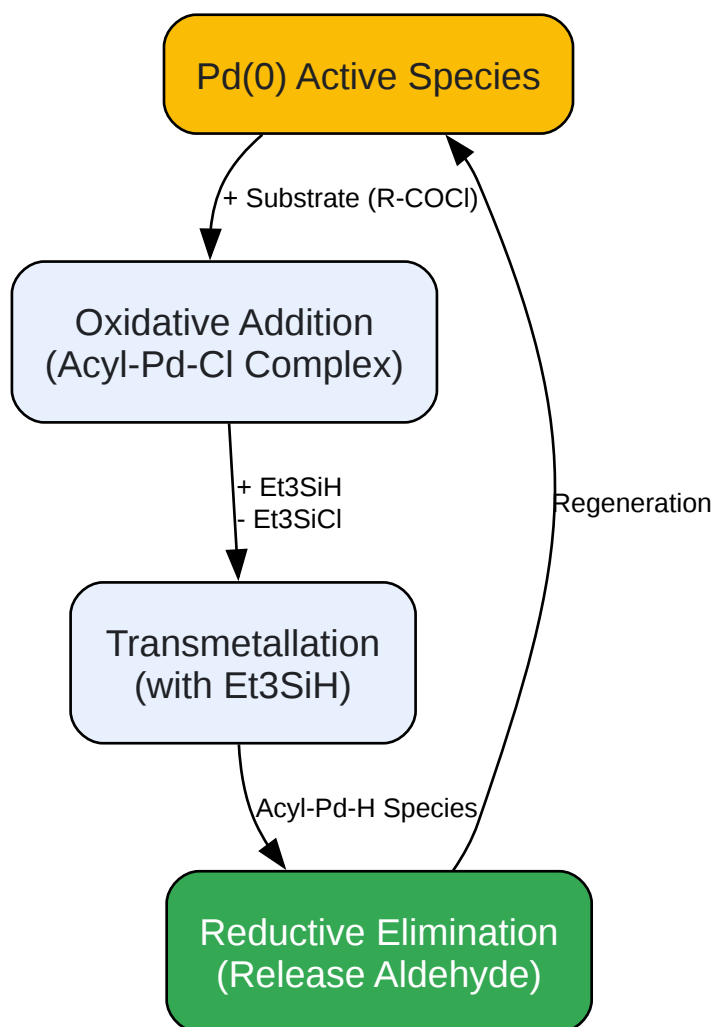 Pd(0) Active Species
+ Substrate (R-COCl)
Oxidative Addition
(Acyl-Pd-Cl Complex)
+ Et3SiH
- Et3SiCl
Regeneration
Transmetallation
(with Et3SiH)
Acyl-Pd-H Species
Reductive Elimination
(Release Aldehyde)